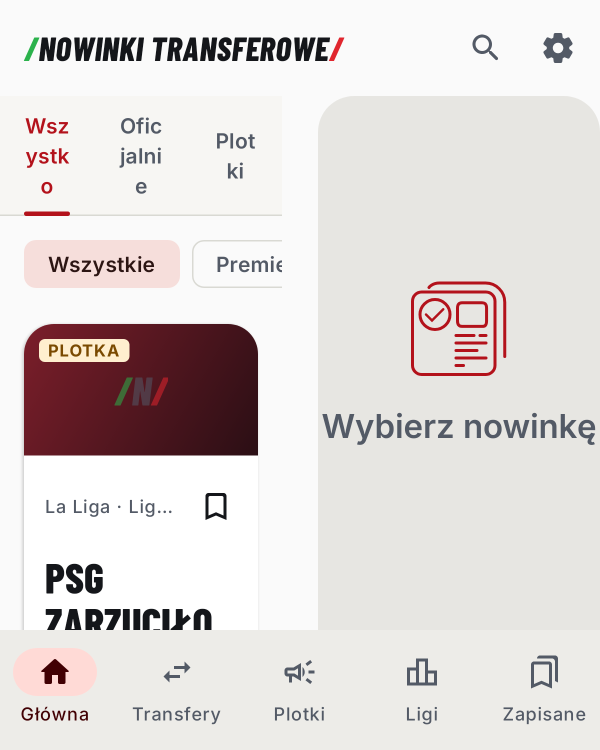 /NOWINKI TRANSFEROWE/
Wsz
ystk
o
Ofic
jalni
e
Plot
ki
Wszystkie
Premie
PLOTKA
/N/
La Liga · Lig...
PSG
ZARZUCIŁO
Wybierz nowinkę
Główna
Transfery
Plotki
Ligi
Zapisane